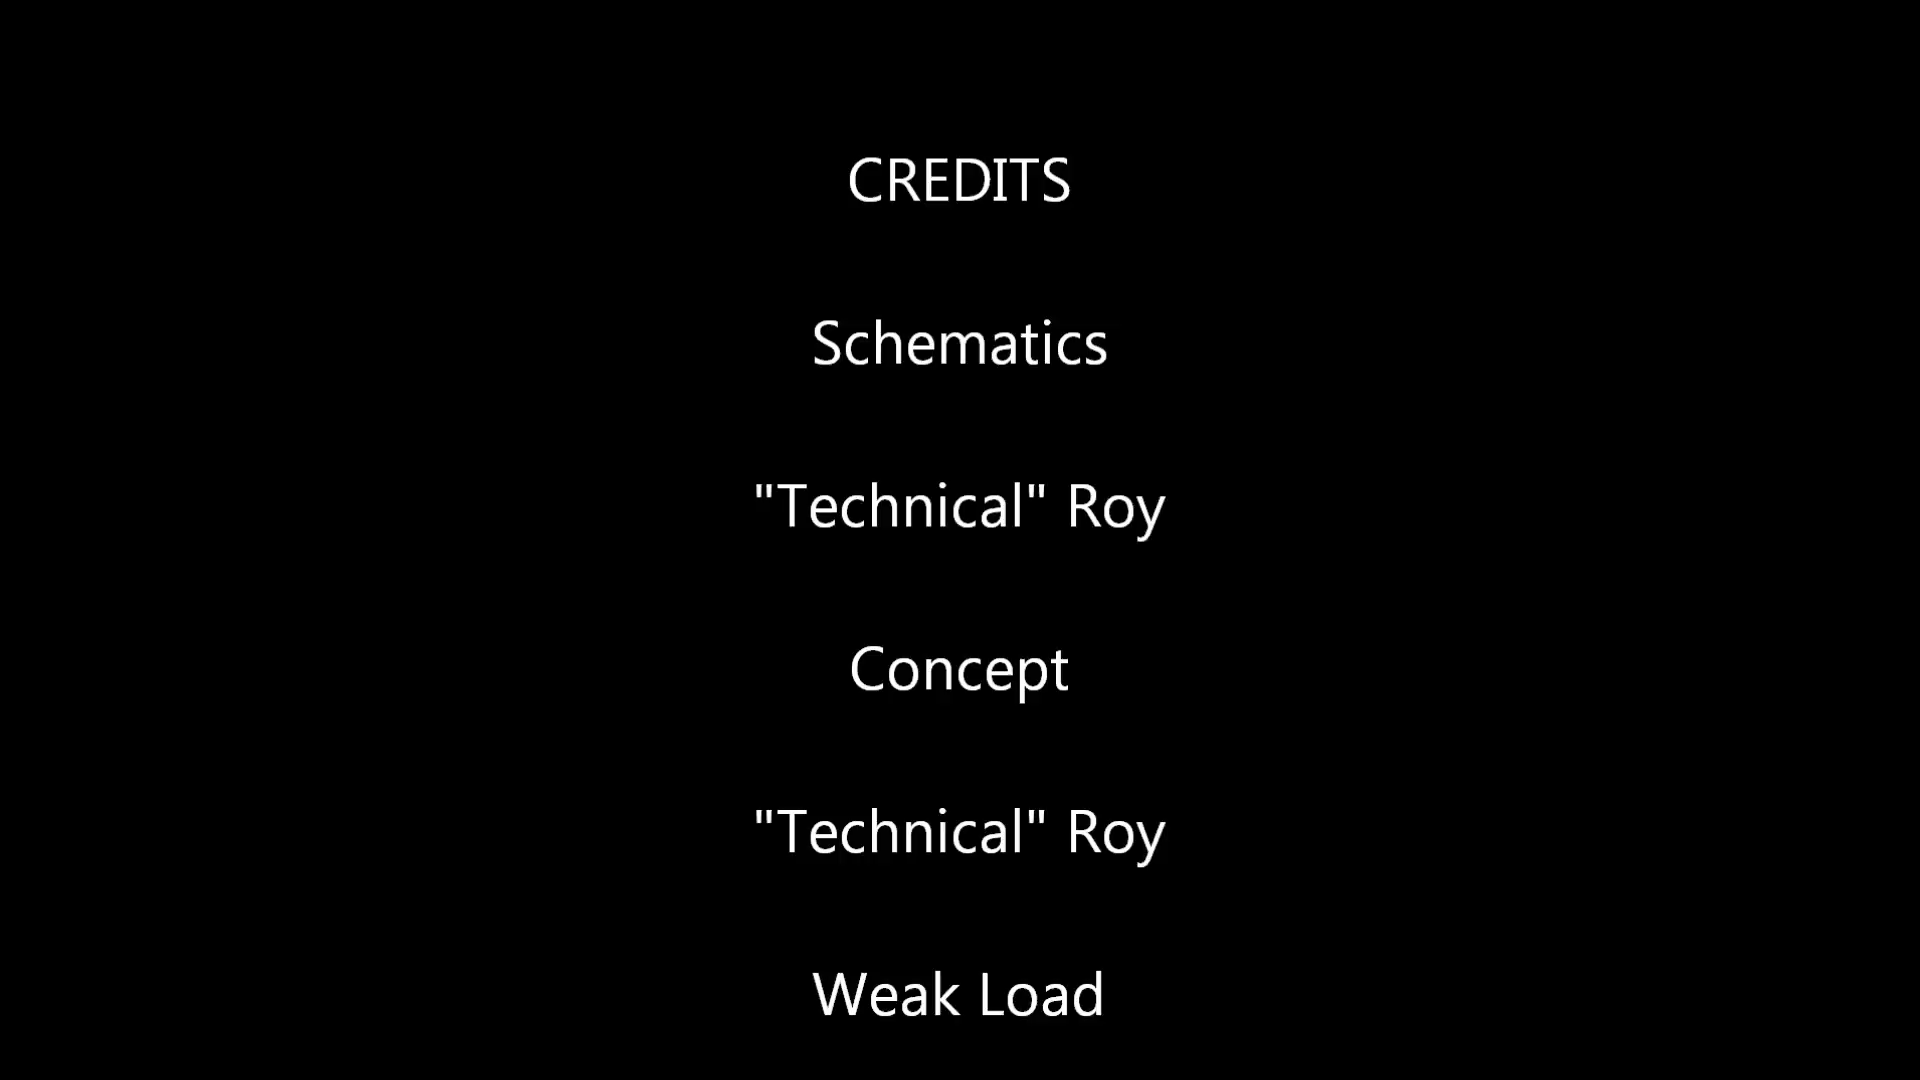 CREDITS
Schematics
"Technical" Roy
Concept
"Technical" Roy
Weak Load